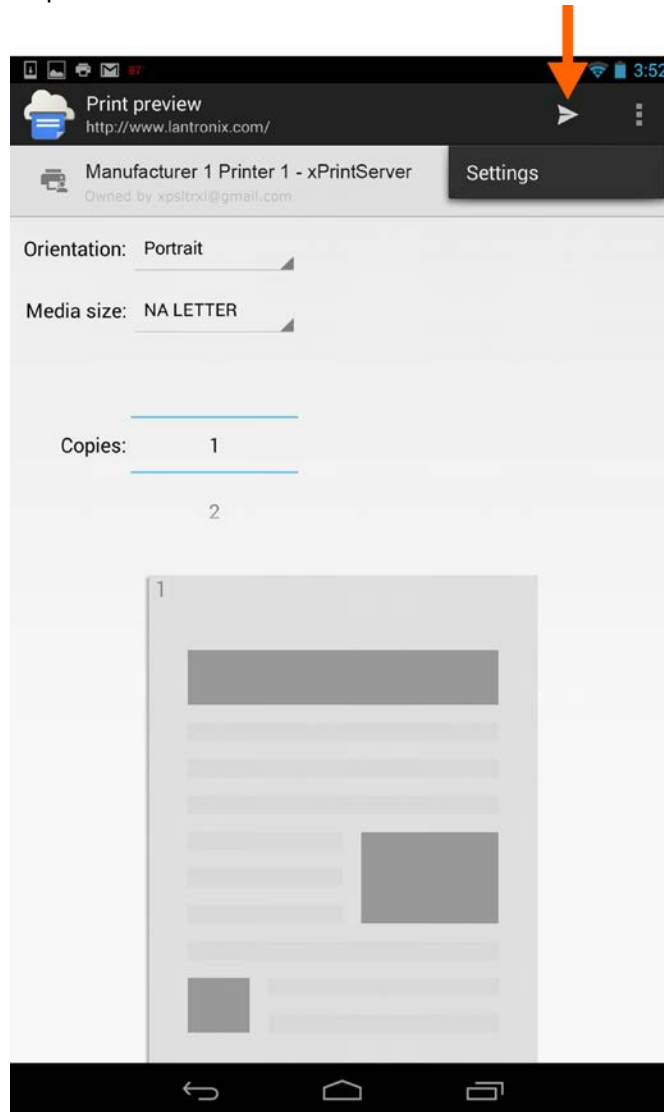 87°
3:52
Print preview
http://www.lantronix.com/
Manufacturer 1 Printer 1 - xPrintServer
Settings
Owned by xpsltrxl@gmail.com
Orientation: Portrait
Media size: NA LETTER
Copies: 1
2
1